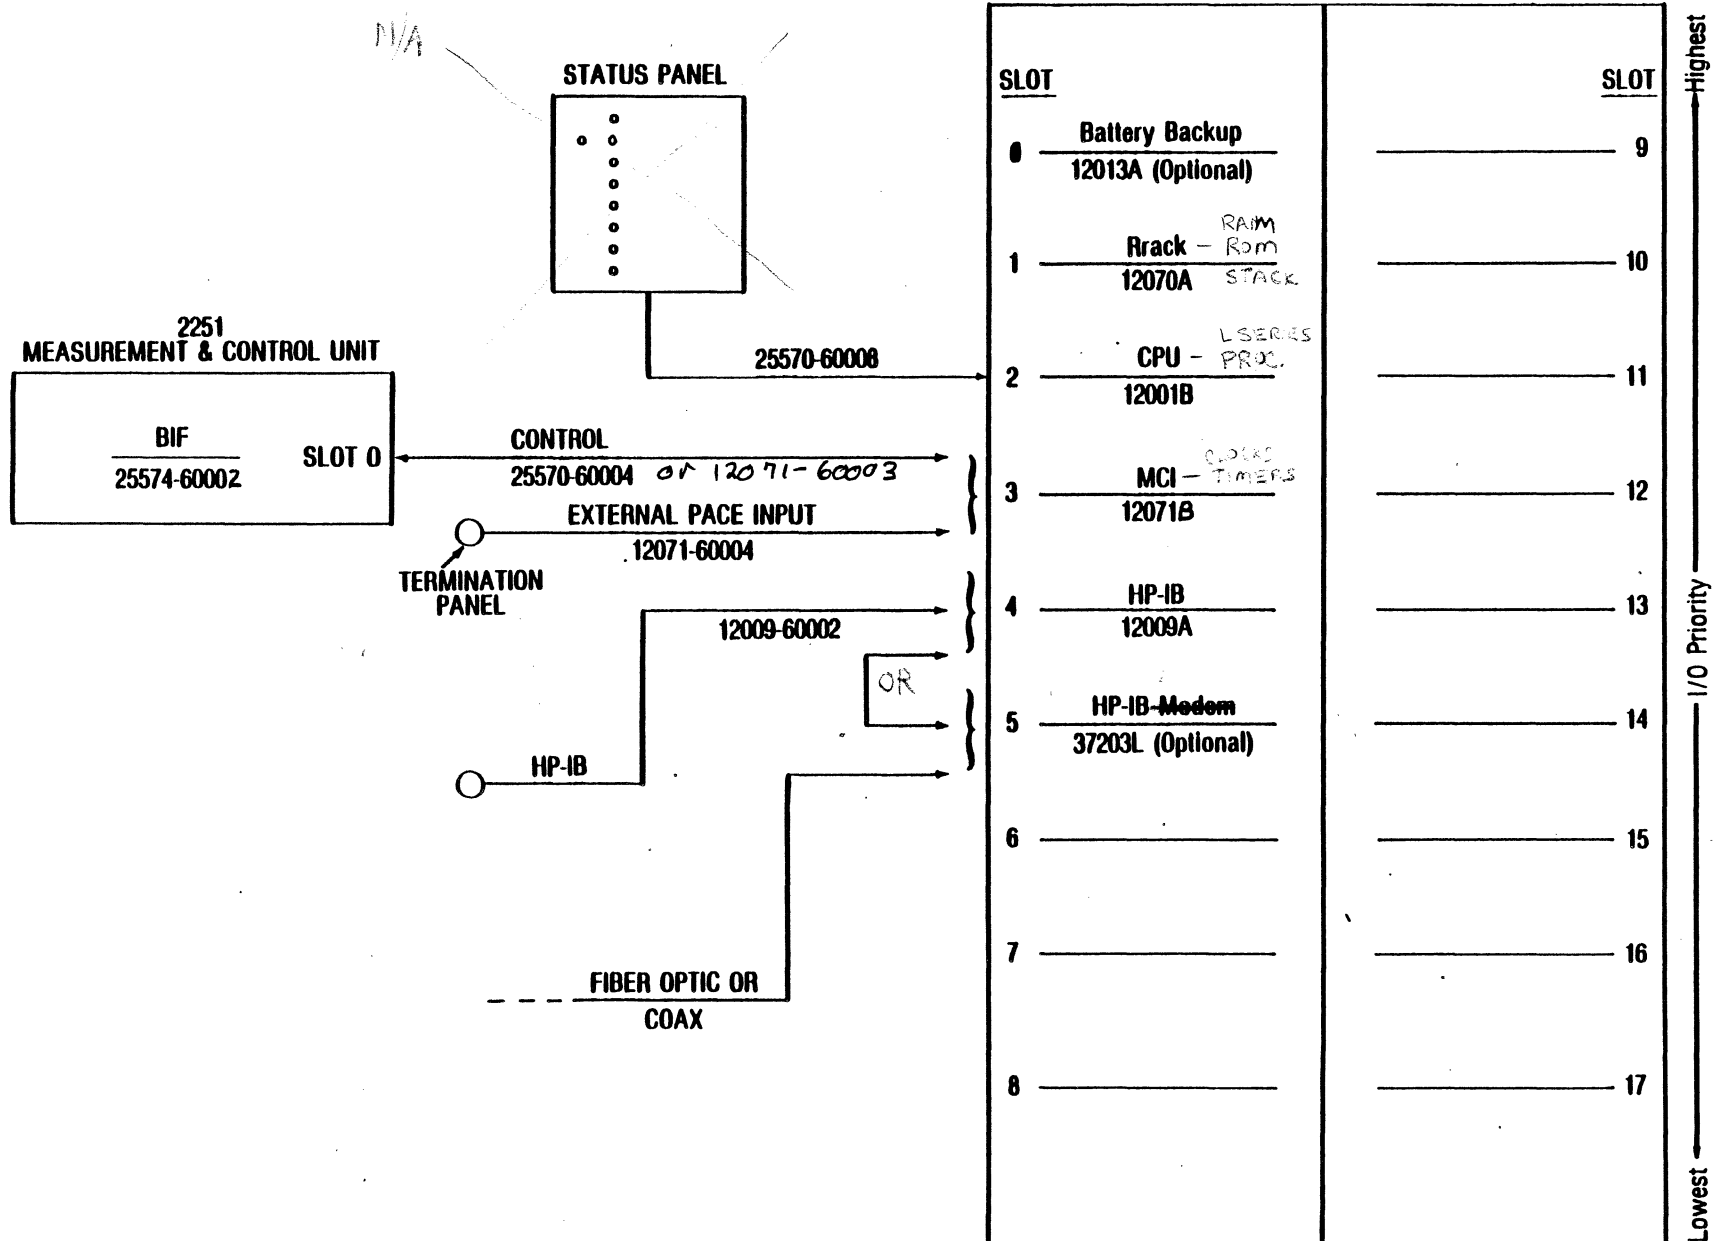 N/A
STATUS PANEL
2251
MEASUREMENT & CONTROL UNIT
BIF
25574-60002
SLOT 0
25570-60008
CONTROL
25570-60004 or 12071-60003
EXTERNAL PACE INPUT
12071-60004
TERMINATION
PANEL
12009-60002
OR
HP-IB
FIBER OPTIC OR
COAX
SLOT
0 Battery Backup
12013A (Optional)
1 Rrack - RAM
ROM
12070A STACK
2 CPU - L SERIES
PROC.
12001B
3 MCI - CLOCKS
TIMERS
12071B
4 HP-IB
12009A
5 HP-IB Modem
37203L (Optional)
6
7
8
SLOT
9
10
11
12
13
14
15
16
17
Highest
I/O Priority
Lowest